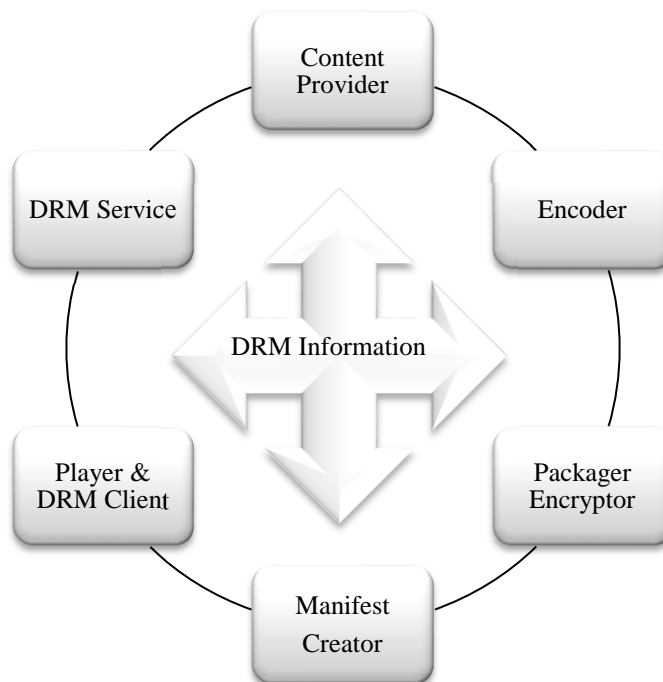 Content
Provider
DRM Service
Encoder
DRM Information
Player &
DRM Client
Packager
Encryptor
Manifest
Creator